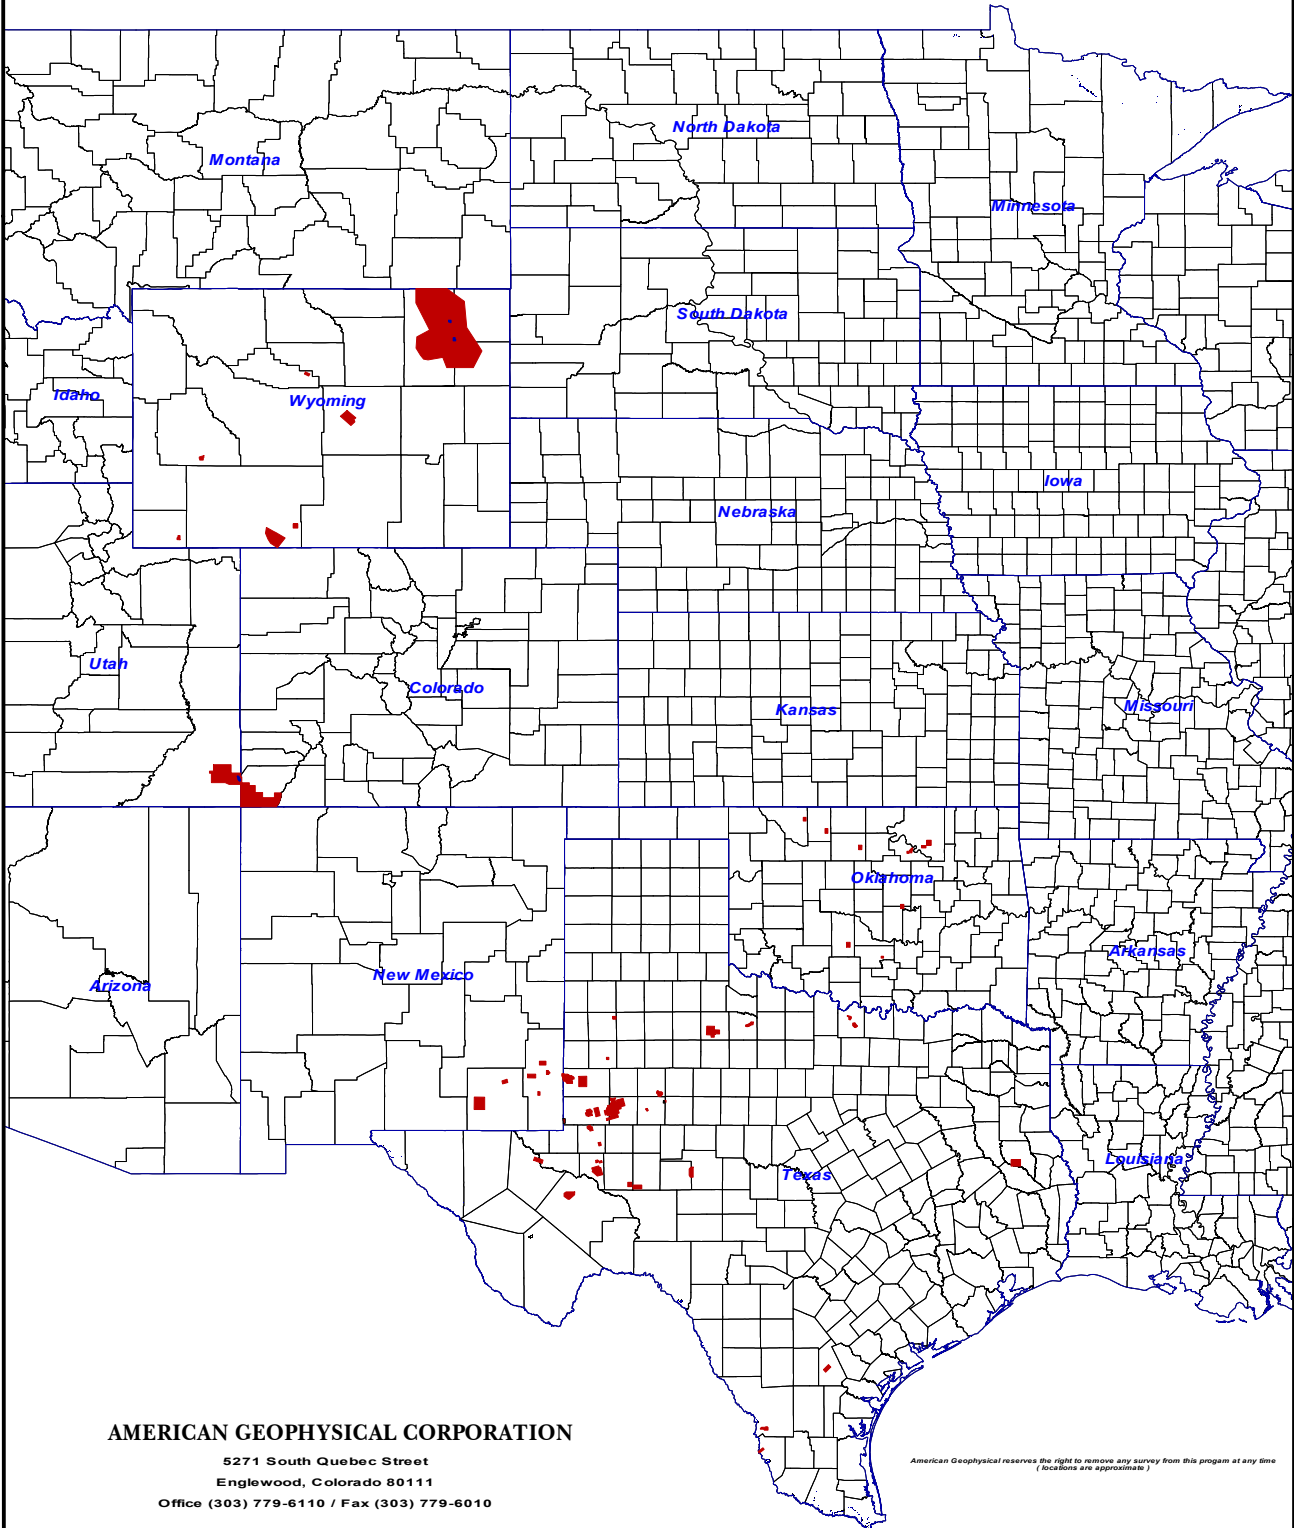 North Dakota
Montana
Minnesota
South Dakota
Idaho
Wyoming
Iowa
Nebraska
Utah
Colorado
Missouri
Kansas
Oklahoma
Arkansas
New Mexico
Arizona
Louisiana
Texas
AMERICAN GEOPHYSICAL CORPORATION
5271 South Quebec Street
Englewood, Colorado 80111
Office (303) 779-6110 / Fax (303) 779-6010
American Geophysical reserves the right to remove any survey from this progam at any time
( locations are approximate )